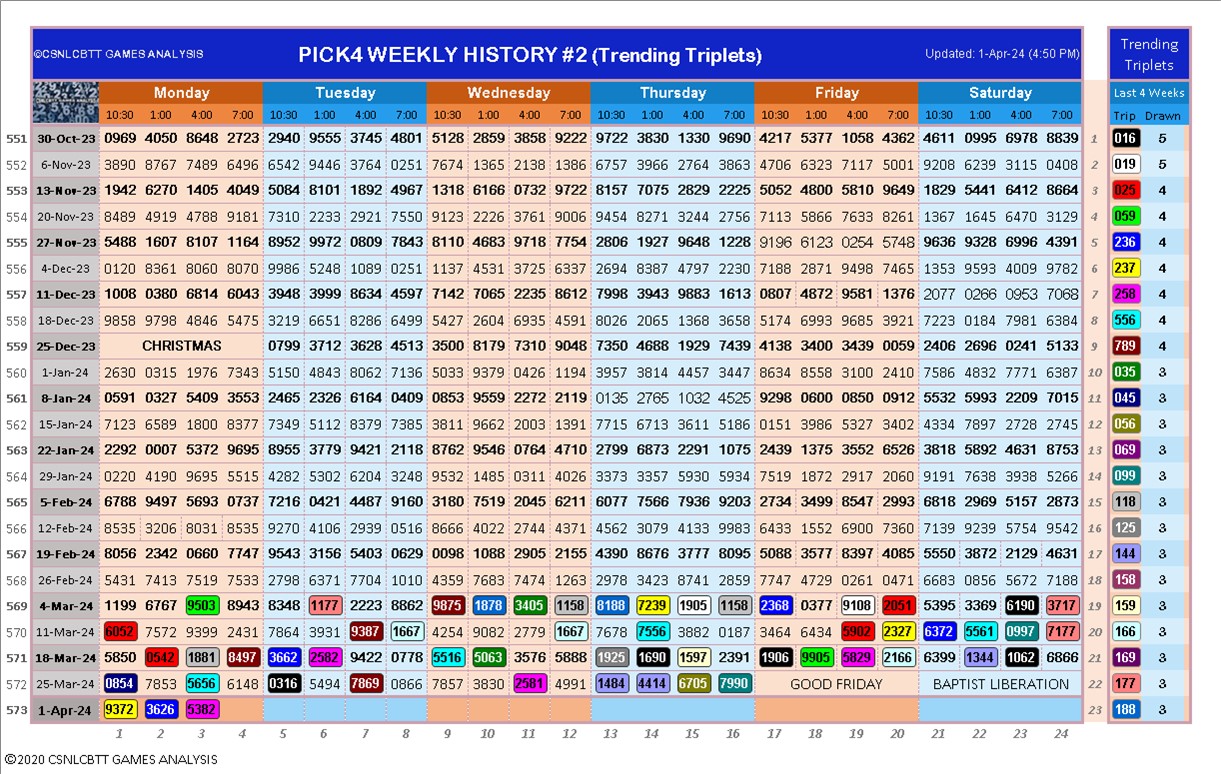 ©CSNLCBTT GAMES ANALYSIS PICK4 WEEKLY HISTORY #2 (Trending Triplets) Updated: 1-Apr-24 (4:50 PM) Trending
Triplets
Monday Tuesday Wednesday Thursday Friday Saturday Last 4 Weeks
10:30 1:00 4:00 7:00 10:30 1:00 4:00 7:00 10:30 1:00 4:00 7:00 10:30 1:00 4:00 7:00 10:30 1:00 4:00 7:00 10:30 1:00 4:00 7:00 Trip Drawn
551 30-Oct-23 0969 4050 8648 2723 2940 9555 3745 4801 5128 2859 3858 9222 9722 3830 1330 9690 4217 5377 1058 4362 4611 0995 6978 8839 1 016 5
552 6-Nov-23 3890 8767 7489 6496 6542 9446 3764 0251 7674 1365 2138 1386 6757 3966 2764 3863 4706 6323 7117 5001 9208 6239 3115 0408 2 019 5
553 13-Nov-23 1942 6270 1405 4049 5084 8101 1892 4967 1318 6166 0732 9722 8157 7075 2829 2225 5052 4800 5810 9649 1829 5441 6412 8664 3 025 4
554 20-Nov-23 8489 4919 4788 9181 7310 2233 2921 7550 9123 2226 3761 9006 9454 8271 3244 2756 7113 5866 7633 8261 1367 1645 6470 3129 4 059 4
555 27-Nov-23 5488 1607 8107 1164 8952 9972 0809 7843 8110 4683 9718 7754 2806 1927 9648 1228 9196 6123 0254 5748 9636 9328 6996 4391 5 236 4
556 4-Dec-23 0120 8361 8060 8070 9986 5248 1089 0251 1137 4531 3725 6337 2694 8387 4797 2230 7188 2871 9498 7465 1353 9593 4009 9782 6 237 4
557 11-Dec-23 1008 0380 6814 6043 3948 3999 8634 4597 7142 7065 2235 8612 7998 3943 9883 1613 0807 4872 9581 1376 2077 0266 0953 7068 7 258 4
558 18-Dec-23 9858 9798 4846 5475 3219 6651 8286 6499 5427 2604 6935 4591 8026 2065 1368 3658 5174 6993 9685 3921 7223 0184 7981 6384 8 556 4
559 25-Dec-23 CHRISTMAS 0799 3712 3628 4513 3500 8179 7310 9048 7350 4688 1929 7439 4138 3400 3439 0059 2406 2696 0241 5133 9 789 4
560 1-Jan-24 2630 0315 1976 7343 5150 4843 8062 7136 5033 9379 0426 1194 3957 3814 4457 3447 8634 8558 3100 2410 7586 4832 7771 6387 10 035 3
561 8-Jan-24 0591 0327 5409 3553 2465 2326 6164 0409 0853 9559 2272 2119 0135 2765 1032 4525 9298 0600 0850 0912 5532 5993 2209 7015 11 045 3
562 15-Jan-24 7123 6589 1800 8377 7349 5112 8379 7385 3811 9662 2003 1391 7715 6713 3611 5186 0151 3986 5327 3402 4334 7897 2728 2745 12 056 3
563 22-Jan-24 2292 0007 5372 9695 8955 3779 9421 2118 8762 9546 0764 4710 2799 6873 2291 1075 2439 1375 3552 6526 3818 5892 4631 8753 13 069 3
564 29-Jan-24 0220 4190 9695 5515 4282 5302 6204 3248 9532 1485 0311 4026 3373 3357 5930 5934 7519 1872 2917 2060 9191 7638 3938 5266 14 099 3
565 5-Feb-24 6788 9497 5693 0737 7216 0421 4487 9160 3180 7519 2045 6211 6077 7566 7936 9203 2734 3499 8547 2993 6818 2969 5157 2873 15 118 3
566 12-Feb-24 8535 3206 8031 8535 9270 4106 2939 0516 8666 4022 2744 4371 4562 3079 4133 9983 6433 1552 6900 7360 7139 9239 5754 9542 16 125 3
567 19-Feb-24 8056 2342 0660 7747 9543 3156 5403 0629 0098 1088 2905 2155 4390 8676 3777 8095 5088 3577 8397 4085 5550 3872 2129 4631 17 144 3
568 26-Feb-24 5431 7413 7519 7533 2798 6371 7704 1010 4359 7683 7474 1263 2978 3423 8741 2859 7747 4729 0261 0471 6683 0856 5672 7188 18 158 3
569 4-Mar-24 1199 6767 9503 8943 8348 1177 2223 8862 9875 1878 3405 1158 8188 7239 1905 1158 2368 0377 9108 2051 5395 3369 6190 3717 19 159 3
570 11-Mar-24 6052 7572 9399 2431 7864 3931 9387 1667 4254 9082 2779 1667 7678 7556 3882 0187 3464 6434 5902 2327 6372 5561 0997 7177 20 166 3
571 18-Mar-24 5850 0542 1881 8497 3662 2582 9422 0778 5516 5063 3576 5888 1925 1690 1597 2391 1906 9905 5829 2166 6399 1344 1062 6866 21 169 3
572 25-Mar-24 0854 7853 5656 6148 0316 5494 7869 0866 7857 3830 2581 4991 1484 4414 6705 7990 GOOD FRIDAY BAPTIST LIBERATION 22 177 3
573 1-Apr-24 9372 3626 5382 23 188 3
1 2 3 4 5 6 7 8 9 10 11 12 13 14 15 16 17 18 19 20 21 22 23 24
©2020 CSNLCBTT GAMES ANALYSIS